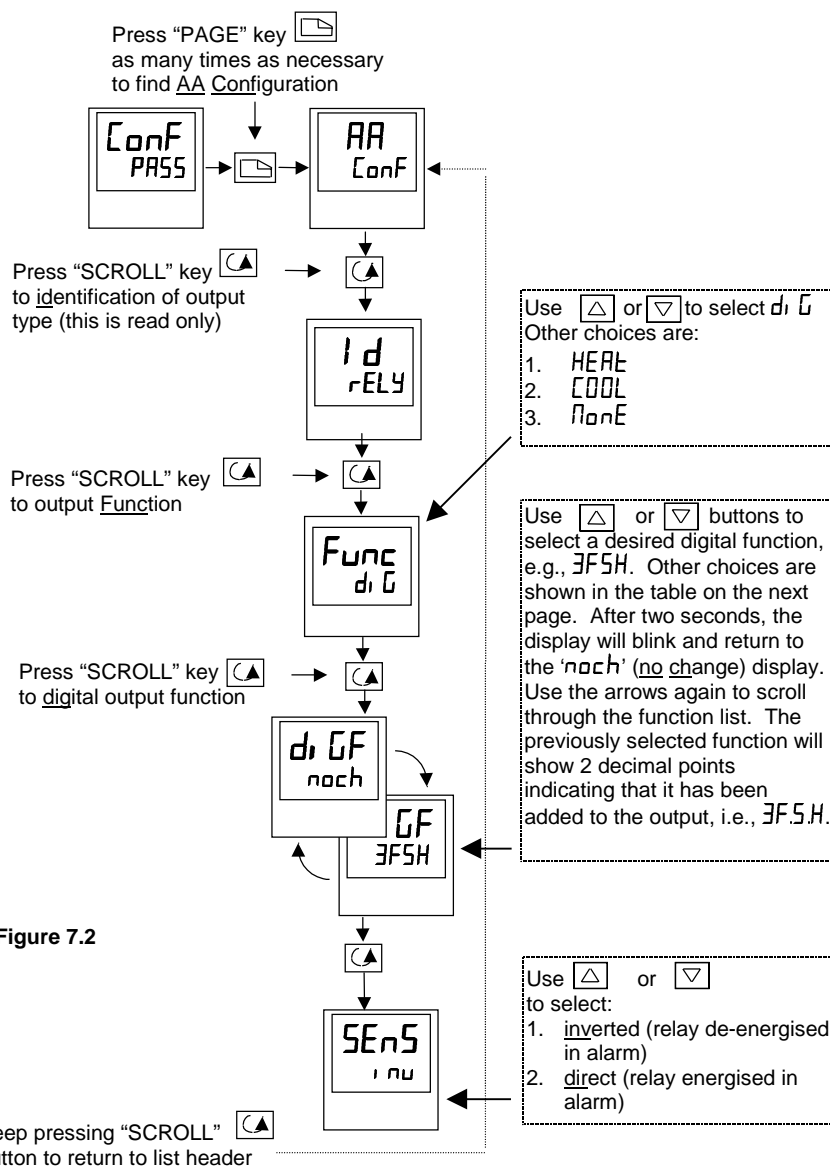 Press “PAGE” key
as many times as necessary
to find AA Configuration
ConF
PASS
AA
ConF
Press “SCROLL” key
to identification of output
type (this is read only)
Id
rELY
Use or to select diG
Other choices are:
1. HEAt
2. COOL
3. NonE
Press “SCROLL” key
to output Function
Func
diG
Use or buttons to
select a desired digital function,
e.g., 3FSH. Other choices are
shown in the table on the next
page. After two seconds, the
display will blink and return to
the ‘noch’ (no change) display.
Use the arrows again to scroll
through the function list. The
previously selected function will
show 2 decimal points
indicating that it has been
added to the output, i.e., 3F.S.H.
Press “SCROLL” key
to digital output function
diGF
noch
GF
3FSH
Figure 7.2
SEnS
inv
Use or
to select:
1. inverted (relay de-energised
in alarm)
2. direct (relay energised in
alarm)
eep pressing “SCROLL”
utton to return to list header